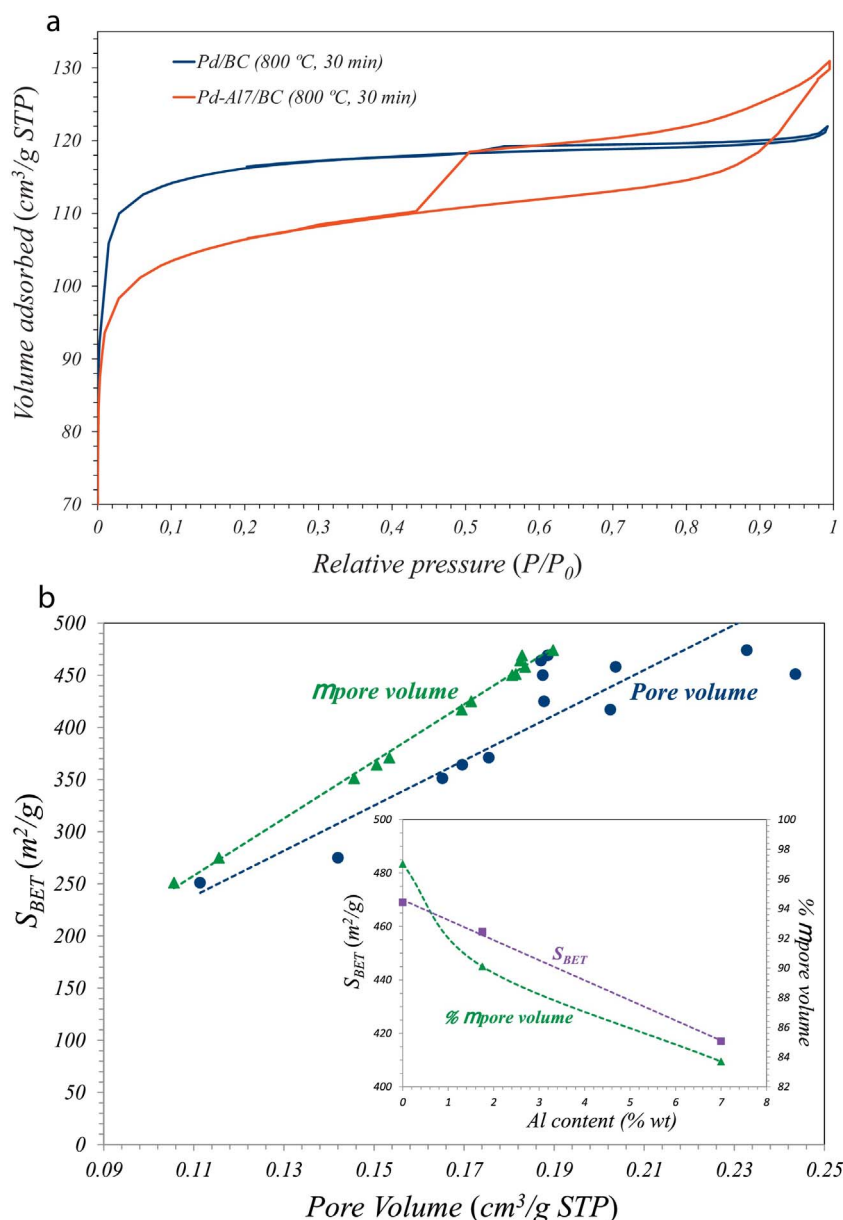 a
Pd/BC (800 ºC, 30 min)
Pd-Al7/BC (800 ºC, 30 min)
Volume adsorbed (cm³/g STP)
130
120
110
100
90
80
70
0 0,1 0,2 0,3 0,4 0,5 0,6 0,7 0,8 0,9 1
Relative pressure (P/P₀)
b
500
450
400
350
300
250
200
150
100
50
0
S_BET (m²/g)
mpore volume
Pore volume
500
480
460
440
420
400
S_BET (m²/g)
S_BET
% mpore volume
100
98
96
94
92
90
88
86
84
82
% mpore volume
0 1 2 3 4 5 6 7 8
Al content (% wt)
0.09 0.11 0.13 0.15 0.17 0.19 0.21 0.23 0.25
Pore Volume (cm³/g STP)